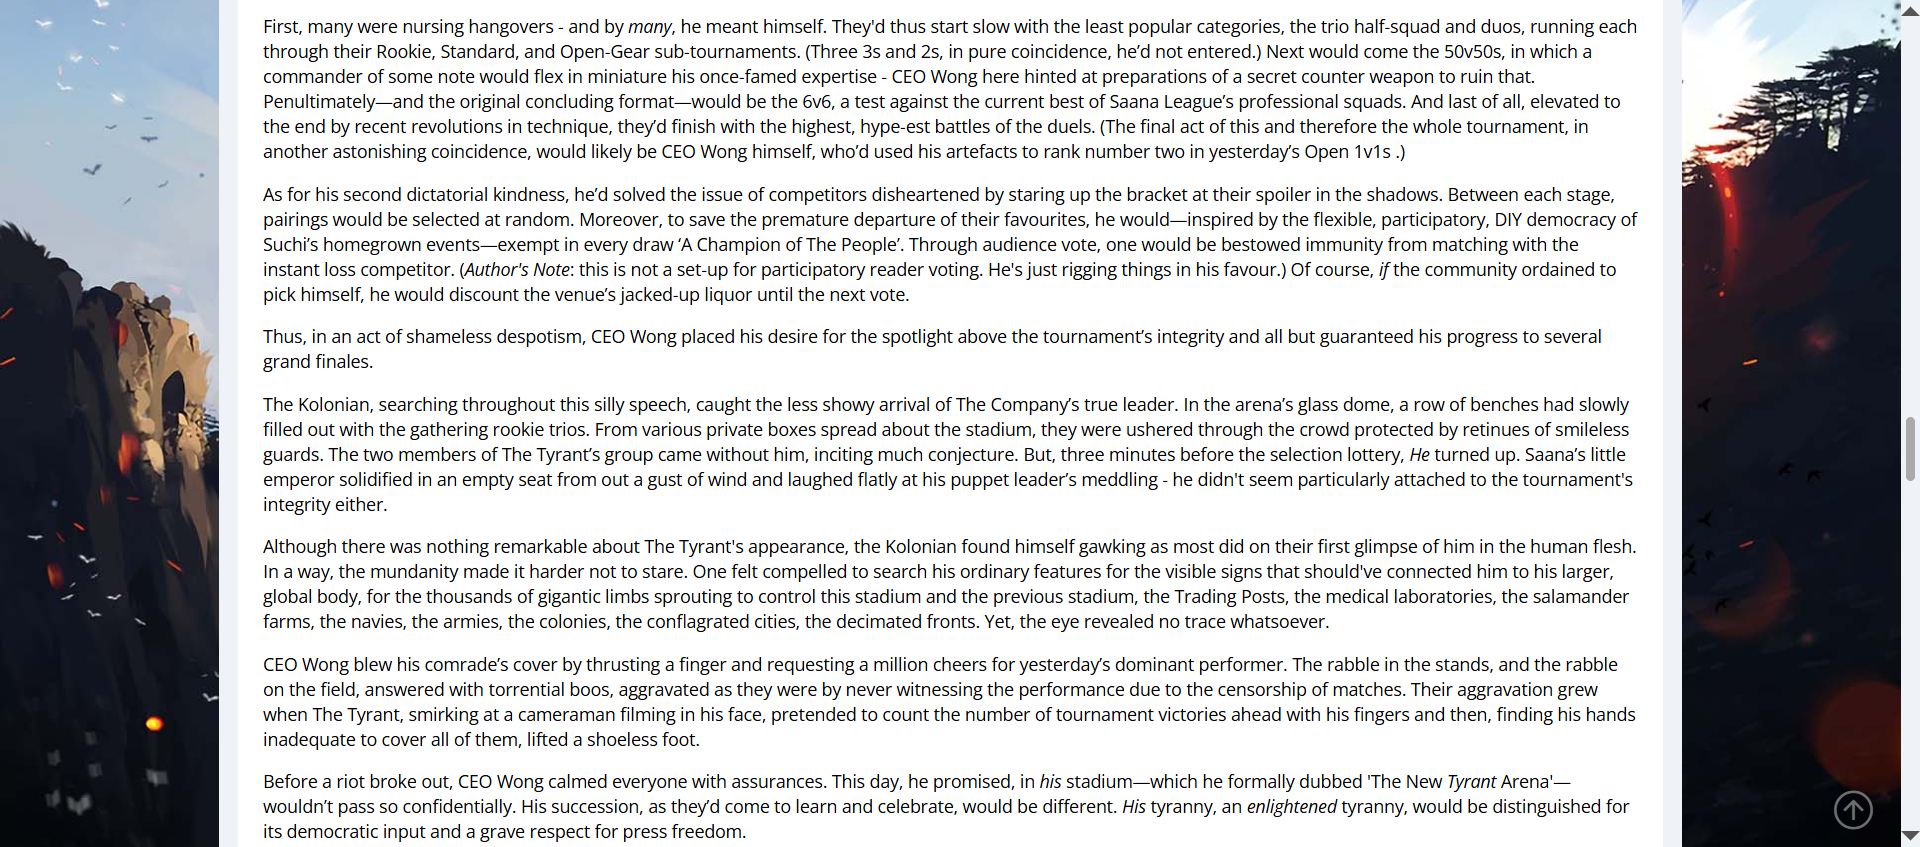 First, many were nursing hangovers - and by many, he meant himself. They'd thus start slow with the least popular categories, the trio half-squad and duos, running each
through their Rookie, Standard, and Open-Gear sub-tournaments. (Three 3s and 2s, in pure coincidence, he’d not entered.) Next would come the 50v50s, in which a
commander of some note would flex in miniature his once-famed expertise - CEO Wong here hinted at preparations of a secret counter weapon to ruin that.
Penultimately—and the original concluding format—would be the 6v6, a test against the current best of Saana League’s professional squads. And last of all, elevated to
the end by recent revolutions in technique, they’d finish with the highest, hype-est battles of the duels. (The final act of this and therefore the whole tournament, in
another astonishing coincidence, would likely be CEO Wong himself, who’d used his artefacts to rank number two in yesterday’s Open 1v1s .)
As for his second dictatorial kindness, he’d solved the issue of competitors disheartened by staring up the bracket at their spoiler in the shadows. Between each stage,
pairings would be selected at random. Moreover, to save the premature departure of their favourites, he would—inspired by the flexible, participatory, DIY democracy of
Suchi’s homegrown events—exempt in every draw ‘A Champion of The People’. Through audience vote, one would be bestowed immunity from matching with the
instant loss competitor. (Author's Note: this is not a set-up for participatory reader voting. He's just rigging things in his favour.) Of course, if the community ordained to
pick himself, he would discount the venue’s jacked-up liquor until the next vote.
Thus, in an act of shameless despotism, CEO Wong placed his desire for the spotlight above the tournament’s integrity and all but guaranteed his progress to several
grand finales.
The Kolonian, searching throughout this silly speech, caught the less showy arrival of The Company’s true leader. In the arena’s glass dome, a row of benches had slowly
filled out with the gathering rookie trios. From various private boxes spread about the stadium, they were ushered through the crowd protected by retinues of smileless
guards. The two members of The Tyrant’s group came without him, inciting much conjecture. But, three minutes before the selection lottery, He turned up. Saana’s little
emperor solidified in an empty seat from out a gust of wind and laughed flatly at his puppet leader’s meddling - he didn't seem particularly attached to the tournament's
integrity either.
Although there was nothing remarkable about The Tyrant's appearance, the Kolonian found himself gawking as most did on their first glimpse of him in the human flesh.
In a way, the mundanity made it harder not to stare. One felt compelled to search his ordinary features for the visible signs that should've connected him to his larger,
global body, for the thousands of gigantic limbs sprouting to control this stadium and the previous stadium, the Trading Posts, the medical laboratories, the salamander
farms, the navies, the armies, the colonies, the conflagrated cities, the decimated fronts. Yet, the eye revealed no trace whatsoever.
CEO Wong blew his comrade’s cover by thrusting a finger and requesting a million cheers for yesterday’s dominant performer. The rabble in the stands, and the rabble
on the field, answered with torrential boos, aggravated as they were by never witnessing the performance due to the censorship of matches. Their aggravation grew
when The Tyrant, smirking at a cameraman filming in his face, pretended to count the number of tournament victories ahead with his fingers and then, finding his hands
inadequate to cover all of them, lifted a shoeless foot.
Before a riot broke out, CEO Wong calmed everyone with assurances. This day, he promised, in his stadium—which he formally dubbed 'The New Tyrant Arena'—
wouldn’t pass so confidentially. His succession, as they’d come to learn and celebrate, would be different. His tyranny, an enlightened tyranny, would be distinguished for
its democratic input and a grave respect for press freedom.